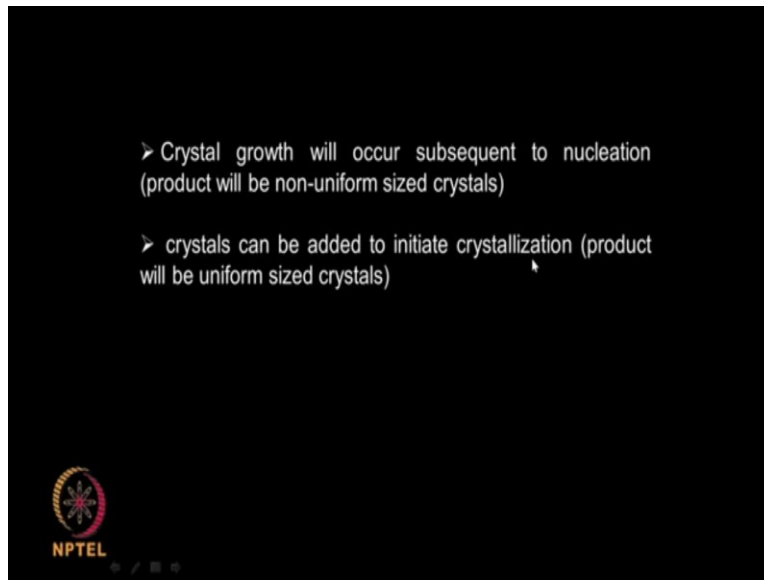 ➢ Crystal growth will occur subsequent to nucleation
(product will be non-uniform sized crystals)
➢ crystals can be added to initiate crystallization (product
will be uniform sized crystals)
NPTEL